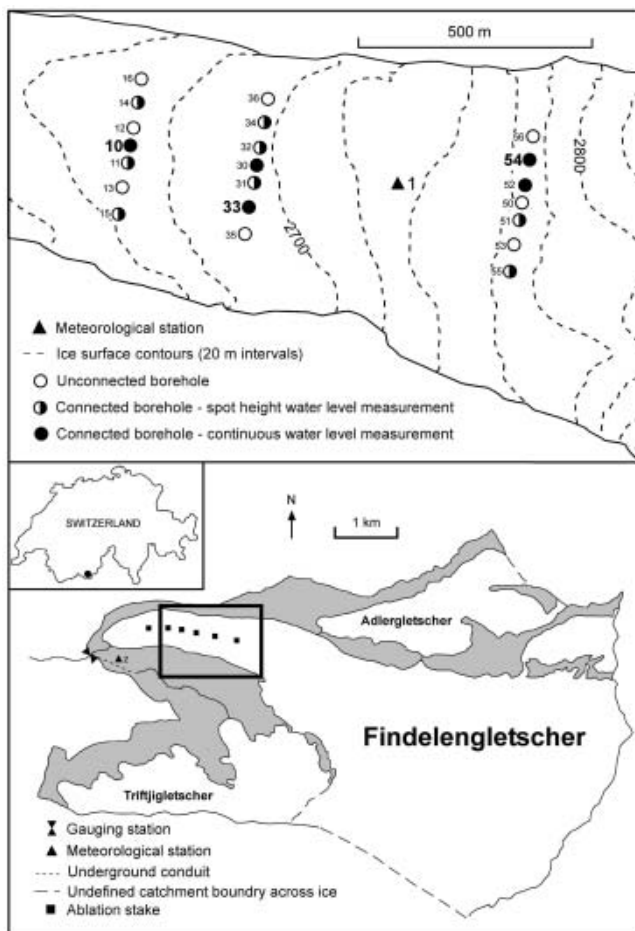 500 m
16
14
12
10
11
13
15
36
34
32
30
31
33
35
2700
1
56
54
52
50
51
53
55
2800
Meteorological station
Ice surface contours (20 m intervals)
Unconnected borehole
Connected borehole - spot height water level measurement
Connected borehole - continuous water level measurement
SWITZERLAND
N
1 km
Adlergletscher
2
Findelengletscher
Triftjigletscher
Gauging station
Meteorological station
Underground conduit
Undefined catchment boundry across ice
Ablation stake